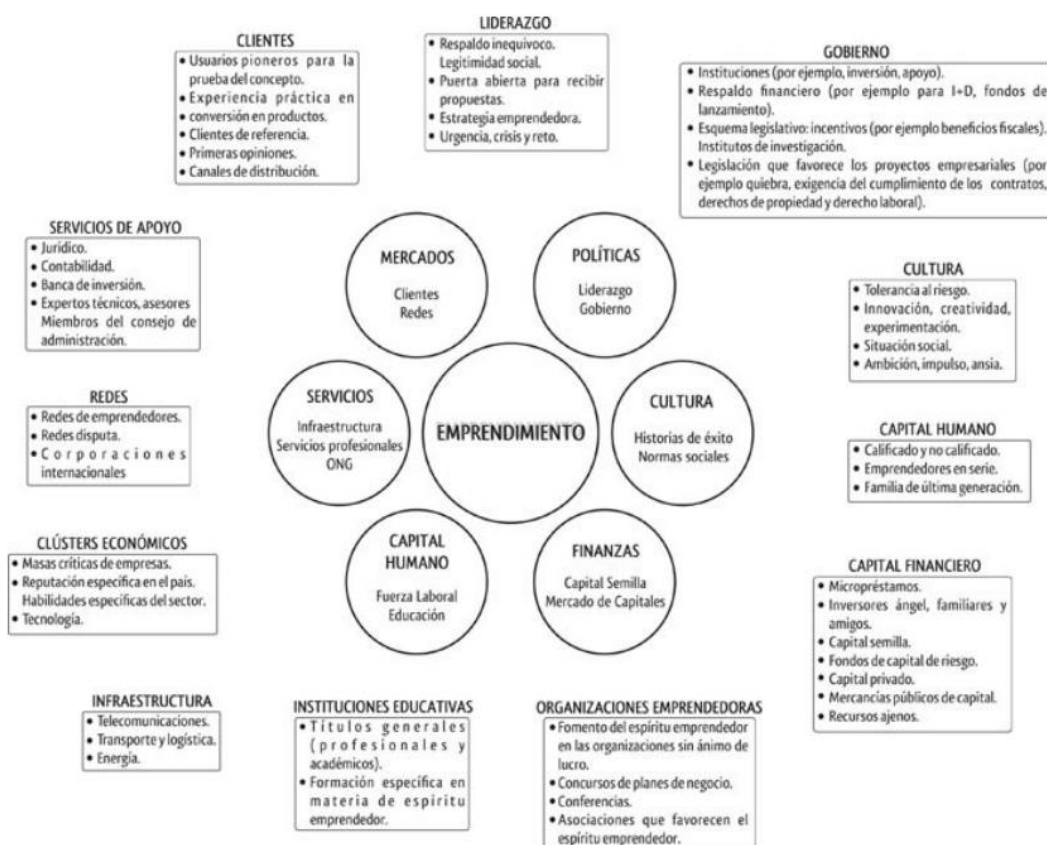 LIDERAZGO
• Respaldo inequivoco.
Legitimidad social.
• Puerta abierta para recibir
propuestas.
• Estrategia emprendedora.
• Urgencia, crisis y reto.
CLIENTES
• Usuarios pioneros para la
prueba del concepto.
• Experiencia práctica en
• conversión en productos.
• Clientes de referencia.
• Primeras opiniones.
• Canales de distribución.
GOBIERNO
• Instituciones (por ejemplo, inversión, apoyo).
• Respaldo financiero (por ejemplo para I+D, fondos de
lanzamiento).
• Esquema legislativo: incentivos (por ejemplo beneficios fiscales).
Institutos de investigación.
• Legislación que favorece los proyectos empresariales (por
ejemplo quiebra, exigencia del cumplimiento de los contratos,
derechos de propiedad y derecho laboral).
SERVICIOS DE APOYO
• Jurídico.
• Contabilidad.
• Banca de inversión.
• Expertos técnicos, asesores
Miembros del consejo de
administración.
MERCADOS
Clientes
Redes
POLÍTICAS
Liderazgo
Gobierno
CULTURA
• Tolerancia al riesgo.
• Innovación, creatividad,
experimentación.
• Situación social.
• Ambición, impulso, ansia.
REDES
• Redes de emprendedores.
• Redes disputa.
• Corporaciones
internacionales
SERVICIOS
Infraestructura
Servicios profesionales
ONG
EMPRENDIMIENTO
CULTURA
Historias de éxito
Normas sociales
CAPITAL HUMANO
• Calificado y no calificado.
• Emprendedores en serie.
• Familia de última generación.
CLÚSTERS ECONÓMICOS
• Masas críticas de empresas.
• Reputación específica en el país.
Habilidades específicas del sector.
• Tecnología.
CAPITAL
HUMANO
Fuerza Laboral
Educación
FINANZAS
Capital Semilla
Mercado de Capitales
CAPITAL FINANCIERO
• Micropréstamos.
• Inversores ángel, familiares y
amigos.
• Capital semilla.
• Fondos de capital de riesgo.
• Capital privado.
• Mercancías públicos de capital.
• Recursos ajenos.
INFRAESTRUCTURA
• Telecomunicaciones.
• Transporte y logística.
• Energía.
INSTITUCIONES EDUCATIVAS
• Títulos generales
(profesionales y
académicos).
• Formación específica en
materia de espíritu
emprendedor.
ORGANIZACIONES EMPRENDEDORAS
• Fomento del espíritu emprendedor
en las organizaciones sin ánimo de
lucro.
• Concursos de planes de negocio.
• Conferencias.
• Asociaciones que favorecen el
espíritu emprendedor.